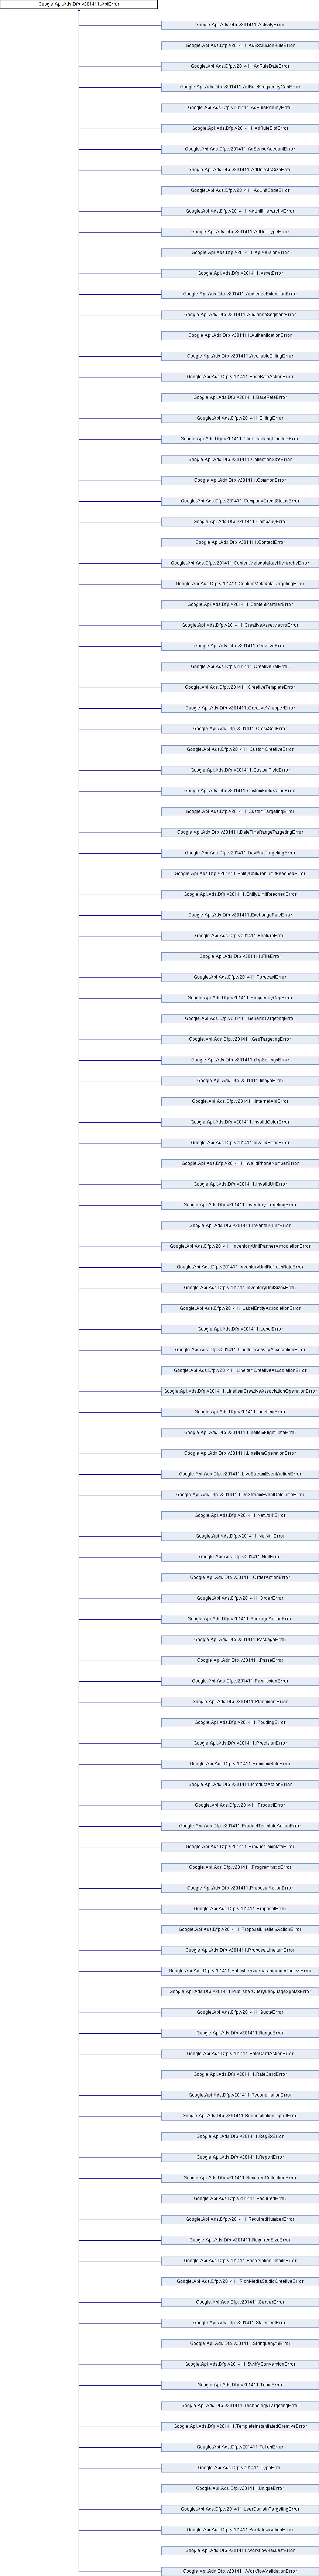 Google.Api.Ads.Dfp.v201411.ApiError
Google.Api.Ads.Dfp.v201411.ActivityError
Google.Api.Ads.Dfp.v201411.AdExclusionRuleError
Google.Api.Ads.Dfp.v201411.AdRuleDateError
Google.Api.Ads.Dfp.v201411.AdRuleFrequencyCapError
Google.Api.Ads.Dfp.v201411.AdRulePriorityError
Google.Api.Ads.Dfp.v201411.AdRuleSlotError
Google.Api.Ads.Dfp.v201411.AdSenseAccountError
Google.Api.Ads.Dfp.v201411.AdUnitAfcSizeError
Google.Api.Ads.Dfp.v201411.AdUnitCodeError
Google.Api.Ads.Dfp.v201411.AdUnitHierarchyError
Google.Api.Ads.Dfp.v201411.AdUnitTypeError
Google.Api.Ads.Dfp.v201411.ApiVersionError
Google.Api.Ads.Dfp.v201411.AssetError
Google.Api.Ads.Dfp.v201411.AudienceExtensionError
Google.Api.Ads.Dfp.v201411.AudienceSegmentError
Google.Api.Ads.Dfp.v201411.AuthenticationError
Google.Api.Ads.Dfp.v201411.AvailableBillingError
Google.Api.Ads.Dfp.v201411.BaseRateActionError
Google.Api.Ads.Dfp.v201411.BaseRateError
Google.Api.Ads.Dfp.v201411.BillingError
Google.Api.Ads.Dfp.v201411.ClickTrackingLineItemError
Google.Api.Ads.Dfp.v201411.CollectionSizeError
Google.Api.Ads.Dfp.v201411.CommonError
Google.Api.Ads.Dfp.v201411.CompanyCreditStatusError
Google.Api.Ads.Dfp.v201411.CompanyError
Google.Api.Ads.Dfp.v201411.ContactError
Google.Api.Ads.Dfp.v201411.ContentMetadataKeyHierarchyError
Google.Api.Ads.Dfp.v201411.ContentMetadataTargetingError
Google.Api.Ads.Dfp.v201411.ContentPartnerError
Google.Api.Ads.Dfp.v201411.CreativeAssetMacroError
Google.Api.Ads.Dfp.v201411.CreativeError
Google.Api.Ads.Dfp.v201411.CreativeSetError
Google.Api.Ads.Dfp.v201411.CreativeTemplateError
Google.Api.Ads.Dfp.v201411.CreativeWrapperError
Google.Api.Ads.Dfp.v201411.CrossSellError
Google.Api.Ads.Dfp.v201411.CustomCreativeError
Google.Api.Ads.Dfp.v201411.CustomFieldError
Google.Api.Ads.Dfp.v201411.CustomFieldValueError
Google.Api.Ads.Dfp.v201411.CustomTargetingError
Google.Api.Ads.Dfp.v201411.DateTimeRangeTargetingError
Google.Api.Ads.Dfp.v201411.DayPartTargetingError
Google.Api.Ads.Dfp.v201411.EntityChildrenLimitReachedError
Google.Api.Ads.Dfp.v201411.EntityLimitReachedError
Google.Api.Ads.Dfp.v201411.ExchangeRateError
Google.Api.Ads.Dfp.v201411.FeatureError
Google.Api.Ads.Dfp.v201411.FileError
Google.Api.Ads.Dfp.v201411.ForecastError
Google.Api.Ads.Dfp.v201411.FrequencyCapError
Google.Api.Ads.Dfp.v201411.GenericTargetingError
Google.Api.Ads.Dfp.v201411.GeoTargetingError
Google.Api.Ads.Dfp.v201411.GrpSettingsError
Google.Api.Ads.Dfp.v201411.ImageError
Google.Api.Ads.Dfp.v201411.InternalApiError
Google.Api.Ads.Dfp.v201411.InvalidColorError
Google.Api.Ads.Dfp.v201411.InvalidEmailError
Google.Api.Ads.Dfp.v201411.InvalidPhoneNumberError
Google.Api.Ads.Dfp.v201411.InvalidUrlError
Google.Api.Ads.Dfp.v201411.InventoryTargetingError
Google.Api.Ads.Dfp.v201411.InventoryUnitError
Google.Api.Ads.Dfp.v201411.InventoryUnitPartnerAssociationError
Google.Api.Ads.Dfp.v201411.InventoryUnitRefreshRateError
Google.Api.Ads.Dfp.v201411.InventoryUnitSizesError
Google.Api.Ads.Dfp.v201411.LabelEntityAssociationError
Google.Api.Ads.Dfp.v201411.LabelError
Google.Api.Ads.Dfp.v201411.LineItemActivityAssociationError
Google.Api.Ads.Dfp.v201411.LineItemCreativeAssociationError
Google.Api.Ads.Dfp.v201411.LineItemCreativeAssociationOperationError
Google.Api.Ads.Dfp.v201411.LineItemError
Google.Api.Ads.Dfp.v201411.LineItemFlightDateError
Google.Api.Ads.Dfp.v201411.LineItemOperationError
Google.Api.Ads.Dfp.v201411.LiveStreamEventActionError
Google.Api.Ads.Dfp.v201411.LiveStreamEventDateTimeError
Google.Api.Ads.Dfp.v201411.NetworkError
Google.Api.Ads.Dfp.v201411.NotNullError
Google.Api.Ads.Dfp.v201411.NullError
Google.Api.Ads.Dfp.v201411.OrderActionError
Google.Api.Ads.Dfp.v201411.OrderError
Google.Api.Ads.Dfp.v201411.PackageActionError
Google.Api.Ads.Dfp.v201411.PackageError
Google.Api.Ads.Dfp.v201411.ParseError
Google.Api.Ads.Dfp.v201411.PermissionError
Google.Api.Ads.Dfp.v201411.PlacementError
Google.Api.Ads.Dfp.v201411.PoddingError
Google.Api.Ads.Dfp.v201411.PrecisionError
Google.Api.Ads.Dfp.v201411.PremiumRateError
Google.Api.Ads.Dfp.v201411.ProductActionError
Google.Api.Ads.Dfp.v201411.ProductError
Google.Api.Ads.Dfp.v201411.ProductTemplateActionError
Google.Api.Ads.Dfp.v201411.ProductTemplateError
Google.Api.Ads.Dfp.v201411.ProgrammaticError
Google.Api.Ads.Dfp.v201411.ProposalActionError
Google.Api.Ads.Dfp.v201411.ProposalError
Google.Api.Ads.Dfp.v201411.ProposalLineItemActionError
Google.Api.Ads.Dfp.v201411.ProposalLineItemError
Google.Api.Ads.Dfp.v201411.PublisherQueryLanguageContextError
Google.Api.Ads.Dfp.v201411.PublisherQueryLanguageSyntaxError
Google.Api.Ads.Dfp.v201411.QuotaError
Google.Api.Ads.Dfp.v201411.RangeError
Google.Api.Ads.Dfp.v201411.RateCardActionError
Google.Api.Ads.Dfp.v201411.RateCardError
Google.Api.Ads.Dfp.v201411.ReconciliationError
Google.Api.Ads.Dfp.v201411.ReconciliationImportError
Google.Api.Ads.Dfp.v201411.RegExError
Google.Api.Ads.Dfp.v201411.ReportError
Google.Api.Ads.Dfp.v201411.RequiredCollectionError
Google.Api.Ads.Dfp.v201411.RequiredError
Google.Api.Ads.Dfp.v201411.RequiredNumberError
Google.Api.Ads.Dfp.v201411.RequiredSizeError
Google.Api.Ads.Dfp.v201411.ReservationDetailsError
Google.Api.Ads.Dfp.v201411.RichMediaStudioCreativeError
Google.Api.Ads.Dfp.v201411.ServerError
Google.Api.Ads.Dfp.v201411.StatementError
Google.Api.Ads.Dfp.v201411.StringLengthError
Google.Api.Ads.Dfp.v201411.SwiffyConversionError
Google.Api.Ads.Dfp.v201411.TeamError
Google.Api.Ads.Dfp.v201411.TechnologyTargetingError
Google.Api.Ads.Dfp.v201411.TemplateInstantiatedCreativeError
Google.Api.Ads.Dfp.v201411.TokenError
Google.Api.Ads.Dfp.v201411.TypeError
Google.Api.Ads.Dfp.v201411.UniqueError
Google.Api.Ads.Dfp.v201411.UserDomainTargetingError
Google.Api.Ads.Dfp.v201411.WorkflowActionError
Google.Api.Ads.Dfp.v201411.WorkflowRequestError
Google.Api.Ads.Dfp.v201411.WorkflowValidationError